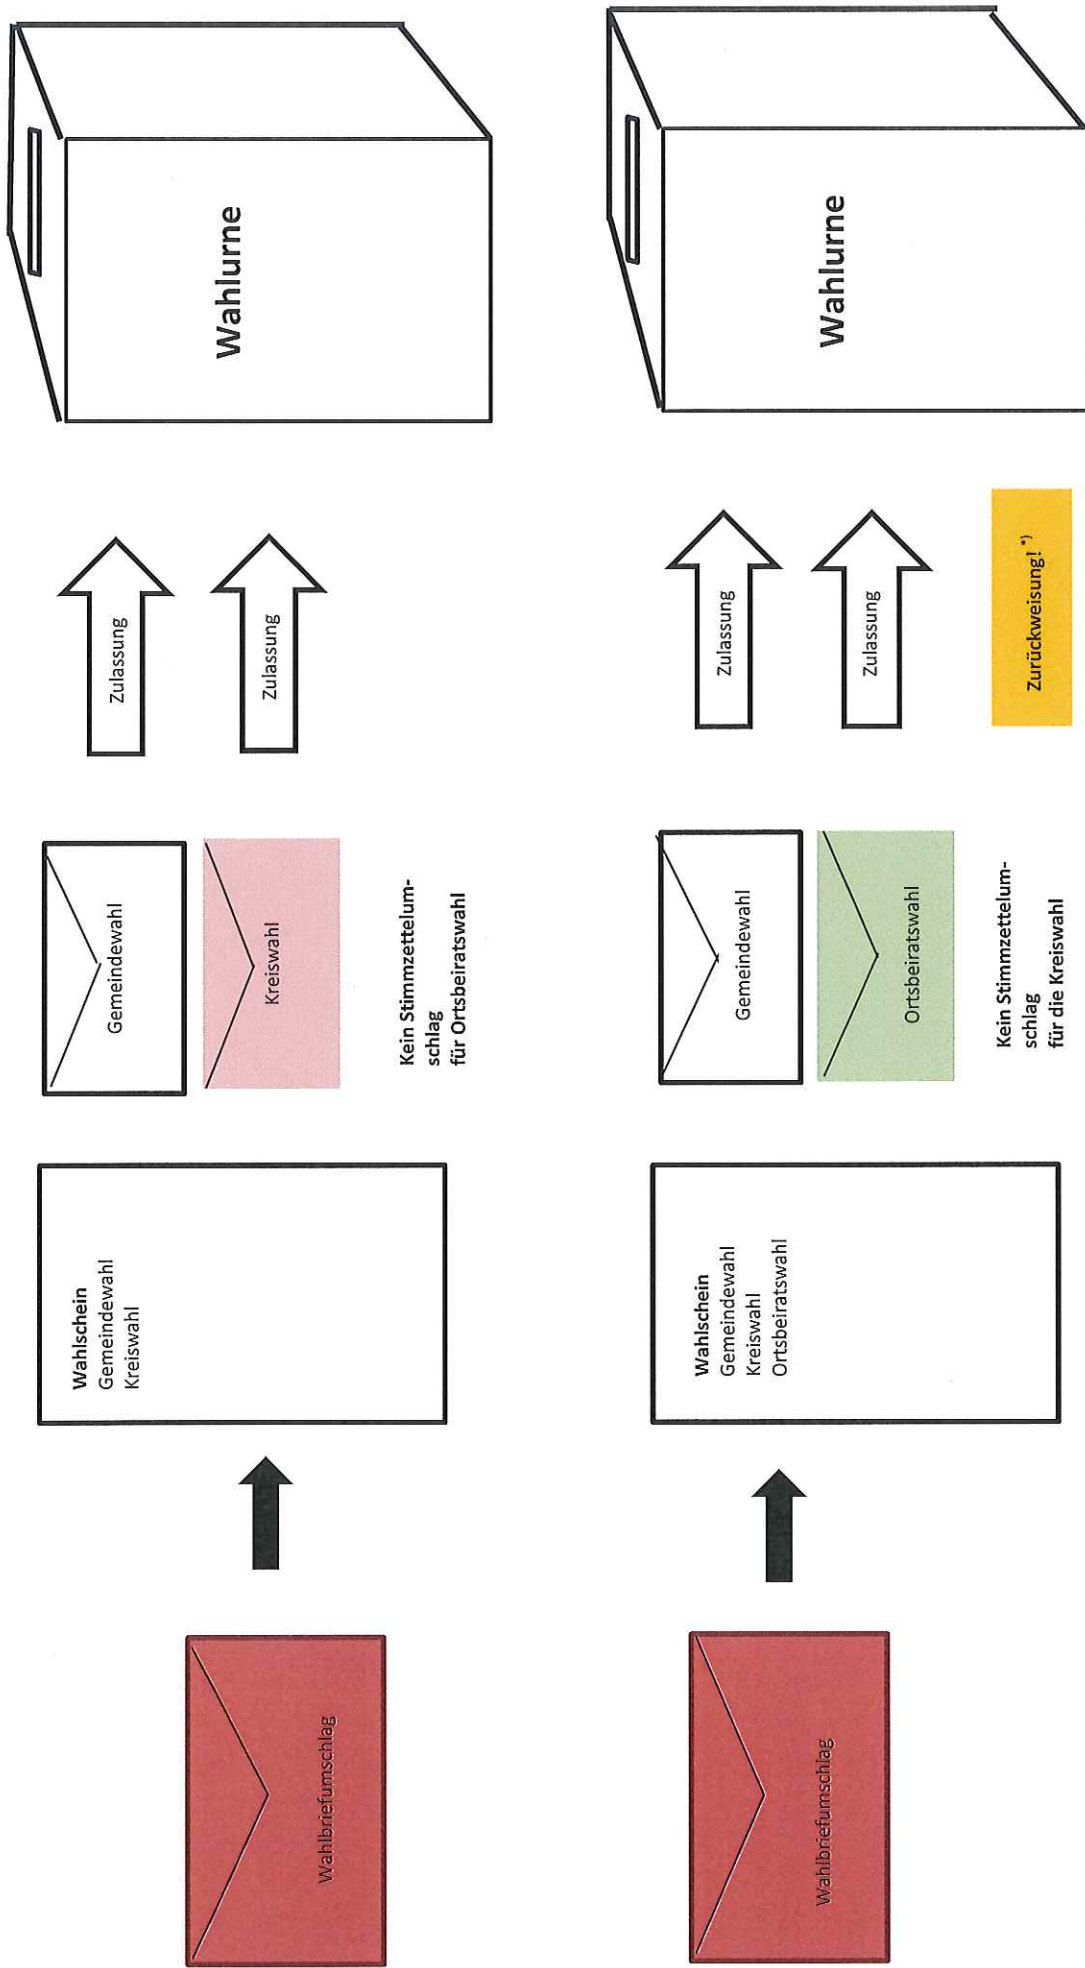 Wahlbriefumschlag
Wahlschein
Gemeindewahl
Kreiswahl
Gemeindewahl
Kreiswahl
Kein Stimmzettelum-
schlag
für Ortsbeiratswahl
Zulassung
Zulassung
Wahlurne
Wahlbriefumschlag
Wahlschein
Gemeindewahl
Kreiswahl
Ortsbeiratswahl
Gemeindewahl
Ortsbeiratswahl
Kein Stimmzettelum-
schlag
für die Kreiswahl
Zulassung
Zulassung
Zurückweisung! *)
Wahlurne